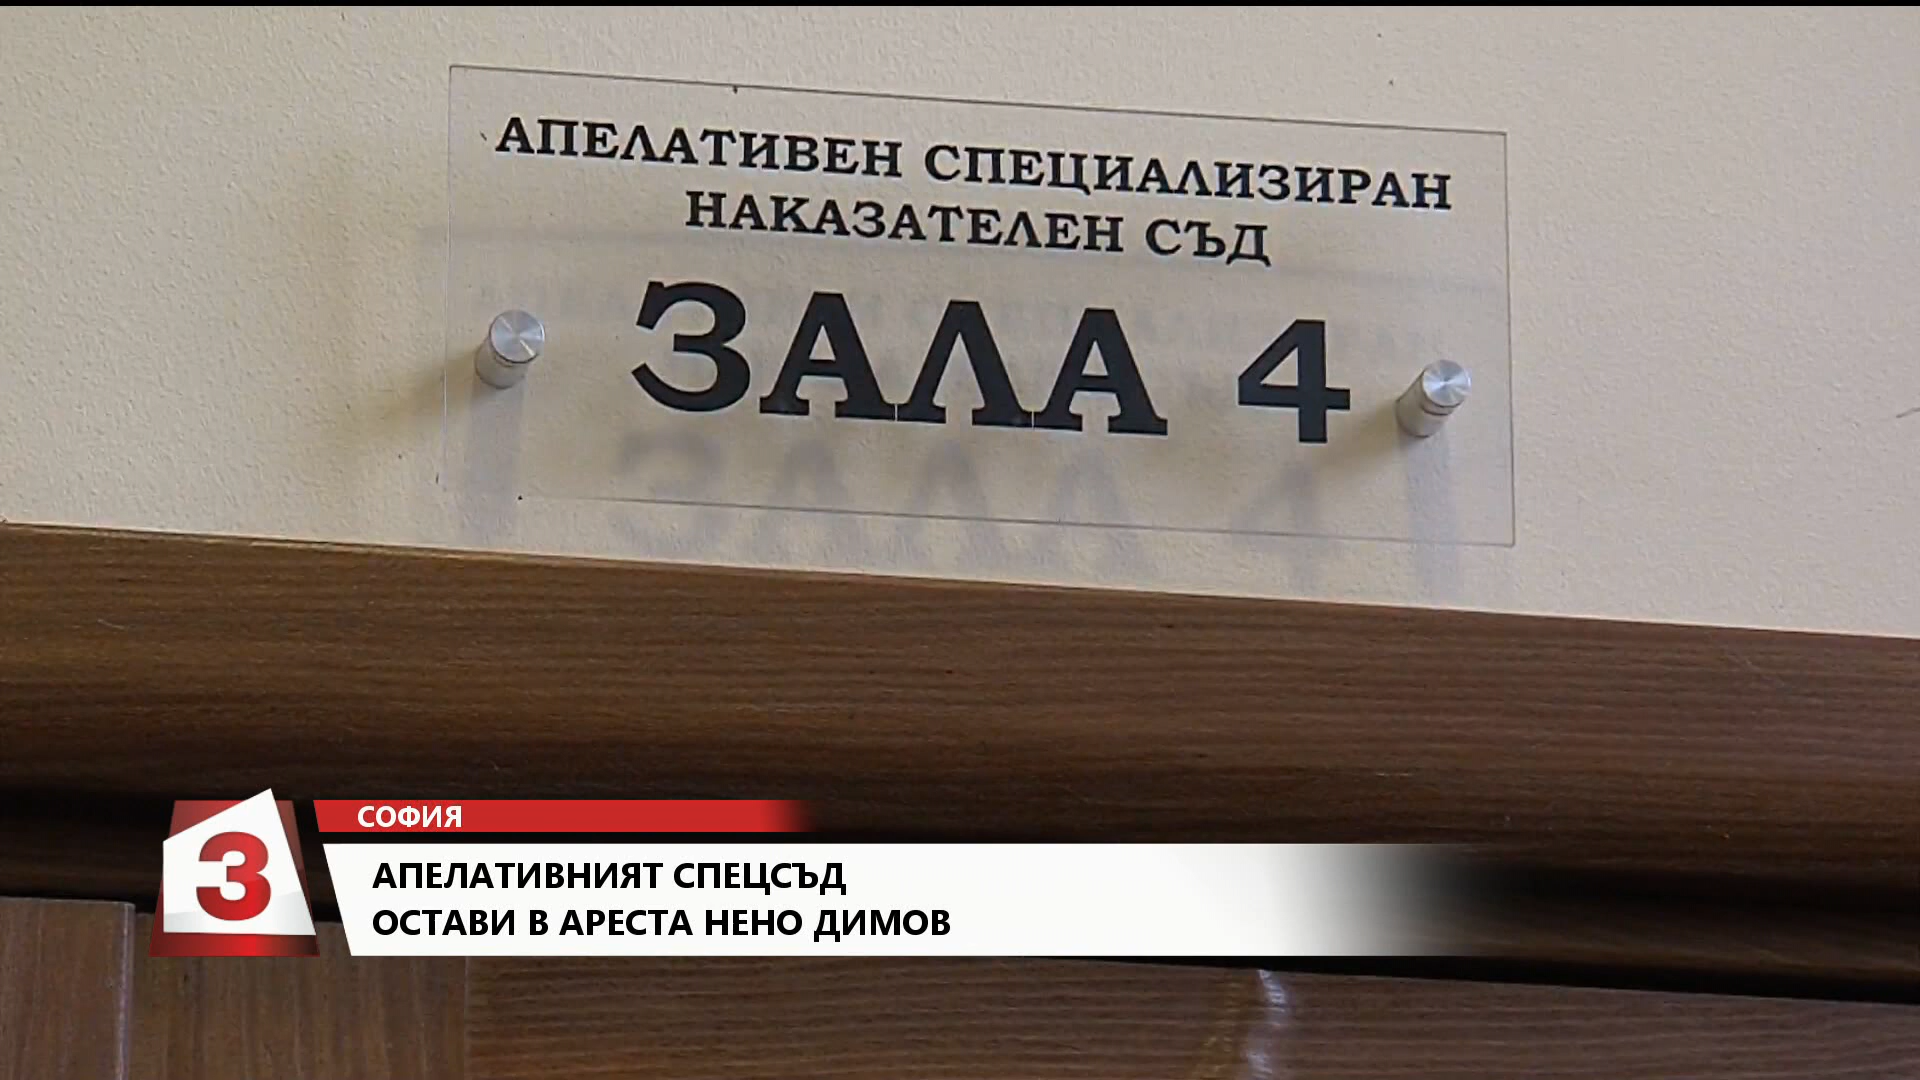 АПЕЛАТИВЕН СПЕЦИАЛИЗИРАН
НАКАЗАТЕЛЕН СЪД
ЗАЛА 4
СОФИЯ
3
АПЕЛАТИВНИЯТ СПЕЦСЪД
ОСТАВИ В АРЕСТА НЕНО ДИМОВ